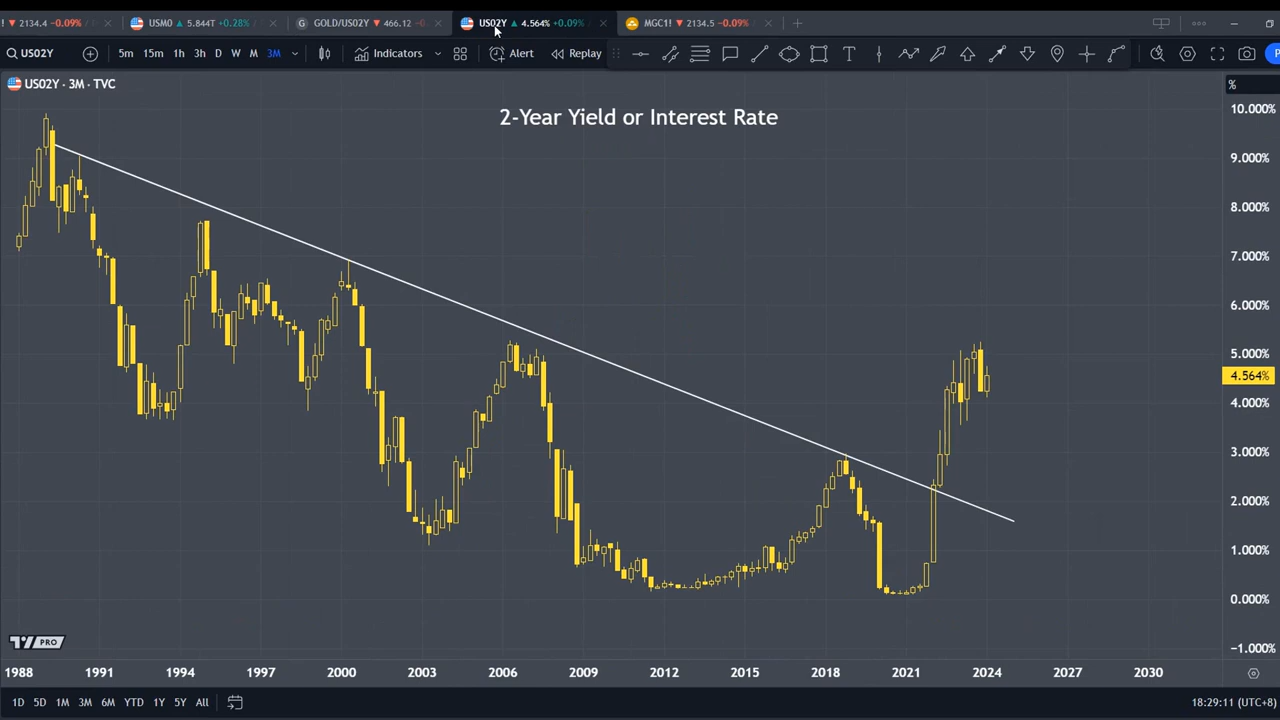 ! 2134.4 −0.09%
USM0 5.844T +0.28%
GOLD/US02Y 466.12 −0
US02Y 4.564% +0.09%
MGC1! 2134.5 −0.09%
US02Y
5m 15m 1h 3h D W M 3M
Indicators
Alert
Replay
US02Y · 3M · TVC
2-Year Yield or Interest Rate
%
10.000%
9.000%
8.000%
7.000%
6.000%
5.000%
4.564%
4.000%
3.000%
2.000%
1.000%
0.000%
−1.000%
PRO
1988 1991 1994 1997 2000 2003 2006 2009 2012 2015 2018 2021 2024 2027 2030
1D 5D 1M 3M 6M YTD 1Y 5Y All
18:29:11 (UTC+8)